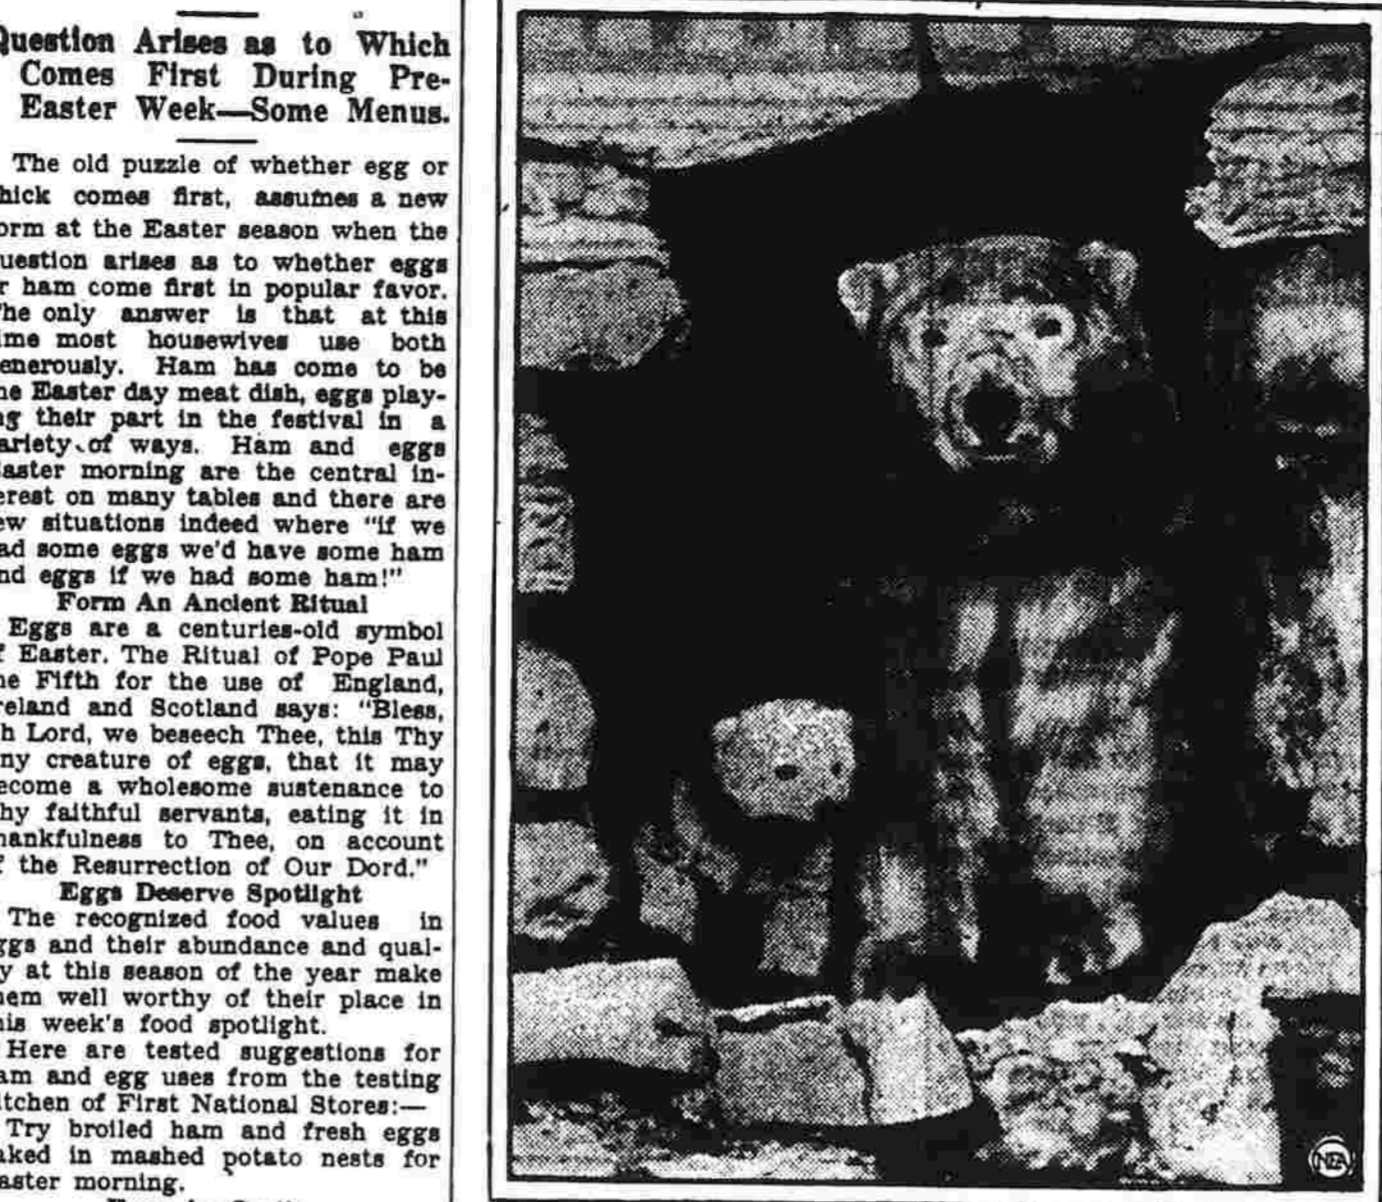 Question Arises as to Which
Comes First During Pre-
Easter Week—Some Menus.
The old puzzle of whether egg or
hick comes first, assumes a new
orm at the Easter season when the
uestion arises as to whether eggs
r ham come first in popular favor.
he only answer is that at this
ime most housewives use both
enerously. Ham has come to be
he Easter day meat dish, eggs play-
ng their part in the festival in a
ariety of ways. Ham and eggs
aster morning are the central in-
erest on many tables and there are
ew situations indeed where "if we
ad some eggs we'd have some ham
nd eggs if we had some ham!"
Form An Ancient Ritual
Eggs are a centuries-old symbol
f Easter. The Ritual of Pope Paul
he Fifth for the use of England,
reland and Scotland says: "Bless,
h Lord, we beseech Thee, this Thy
ny creature of eggs, that it may
ecome a wholesome sustenance to
hy faithful servants, eating it in
hankfulness to Thee, on account
f the Resurrection of Our Dord."
Eggs Deserve Spotlight
The recognized food values in
ggs and their abundance and qual-
y at this season of the year make
hem well worthy of their place in
his week's food spotlight.
Here are tested suggestions for
am and egg uses from the testing
itchen of First National Stores:—
Try broiled ham and fresh eggs
aked in mashed potato nests for
aster morning.
NEA